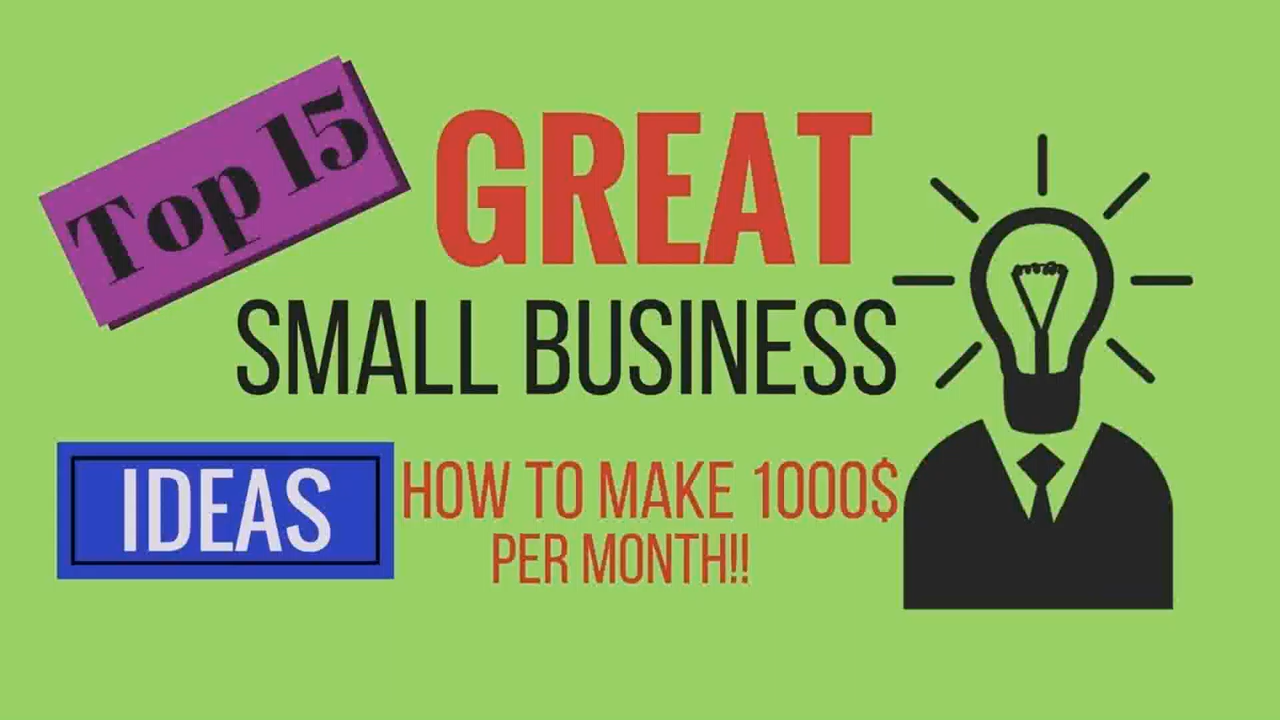 Top 15
GREAT
SMALL BUSINESS
IDEAS
HOW TO MAKE 1000$
PER MONTH!!